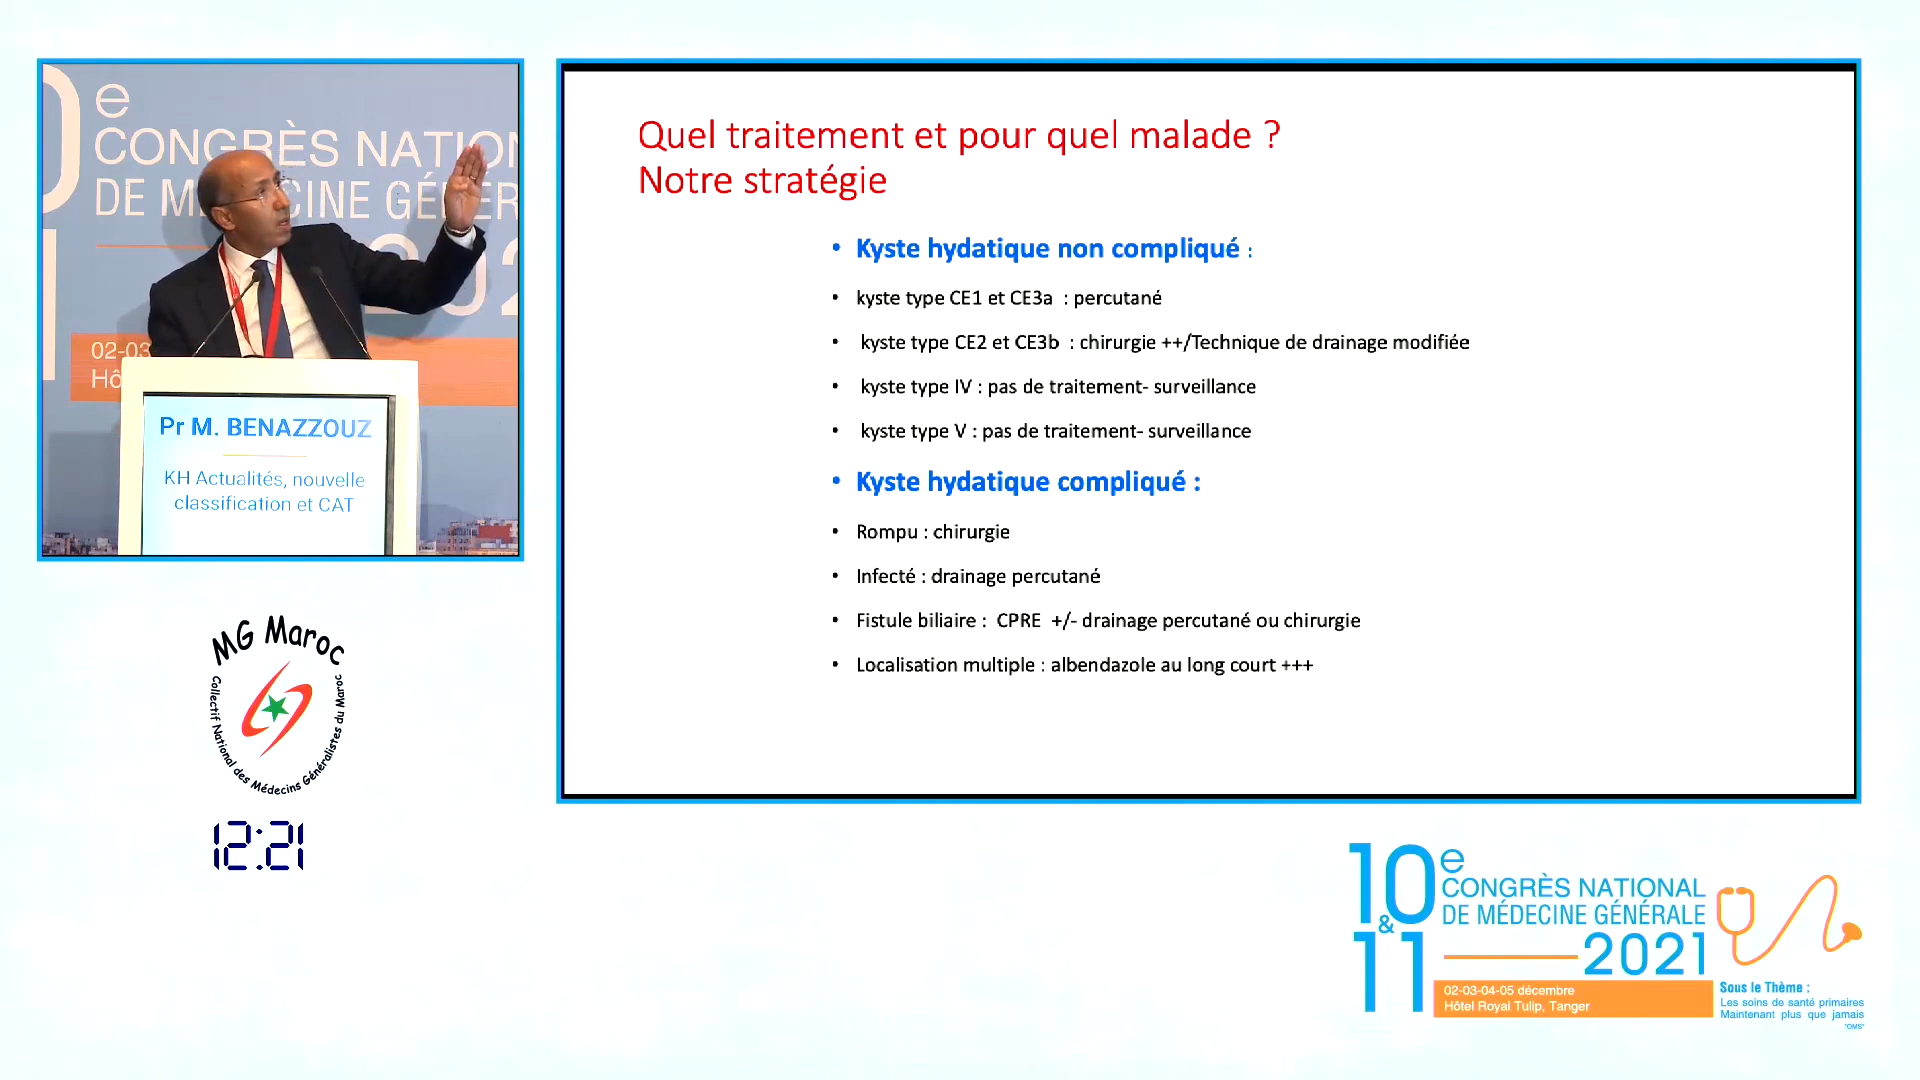 e
CONGRÈS NATION
DE MÉ CINE GÉNÉR
202
02-03
Hô
Pr M. BENAZZOUZ
KH Actualités, nouvelle
classification et CAT
Quel traitement et pour quel malade ?
Notre stratégie
• Kyste hydatique non compliqué :
• kyste type CE1 et CE3a : percutané
• kyste type CE2 et CE3b : chirurgie ++/Technique de drainage modifiée
• kyste type IV : pas de traitement- surveillance
• kyste type V : pas de traitement- surveillance
• Kyste hydatique compliqué :
• Rompu : chirurgie
• Infecté : drainage percutané
• Fistule biliaire : CPRE +/- drainage percutané ou chirurgie
• Localisation multiple : albendazole au long court +++
MG Maroc
Collectif National des Médecins Généralistes du Maroc
12:21
10e
& 11
CONGRÈS NATIONAL
DE MÉDECINE GÉNÉRALE
2021
02-03-04-05 décembre
Hôtel Royal Tulip, Tanger
Sous le Thème :
Les soins de santé primaires
Maintenant plus que jamais
"OMS"